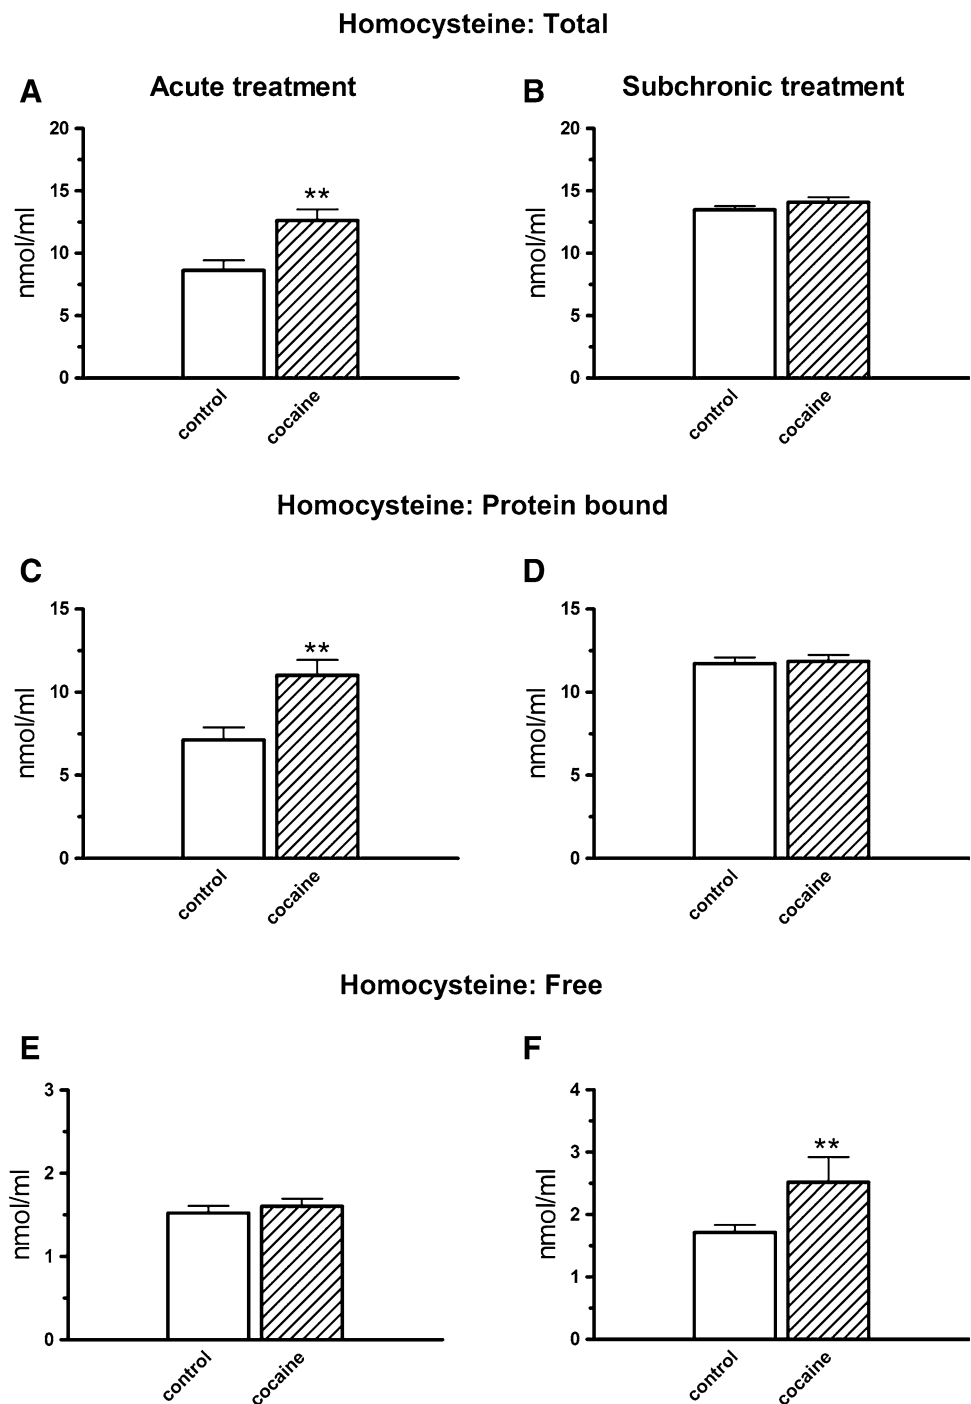 Homocysteine: Total
A Acute treatment B Subchronic treatment
20
15
10
5
0
nmol/ml
**
control
cocaine
20
15
10
5
0
nmol/ml
control
cocaine
Homocysteine: Protein bound
C D
15
10
5
0
nmol/ml
**
control
cocaine
15
10
5
0
nmol/ml
control
cocaine
Homocysteine: Free
E F
3
2
1
0
nmol/ml
control
cocaine
4
3
2
1
0
nmol/ml
**
control
cocaine